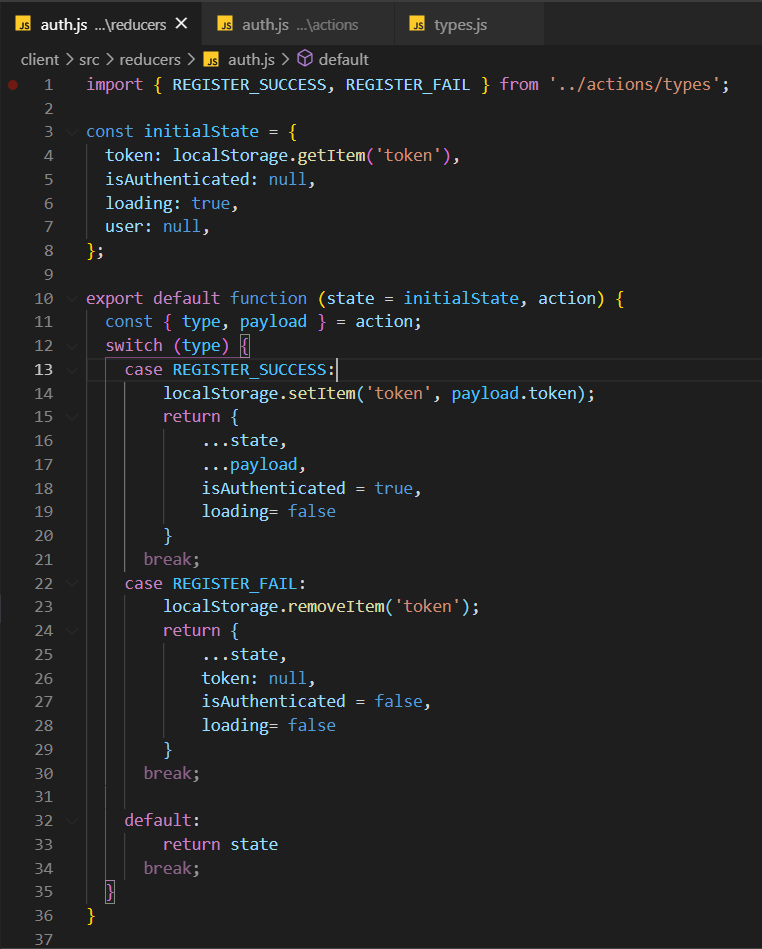 JS auth.js ...\reducers × JS auth.js ...\actions JS types.js
client > src > reducers > JS auth.js > default
1 import { REGISTER_SUCCESS, REGISTER_FAIL } from '../actions/types';
2
3 const initialState = {
4   token: localStorage.getItem('token'),
5   isAuthenticated: null,
6   loading: true,
7   user: null,
8 };
9
10 export default function (state = initialState, action) {
11   const { type, payload } = action;
12   switch (type) {
13     case REGISTER_SUCCESS:
14         localStorage.setItem('token', payload.token);
15         return {
16             ...state,
17             ...payload,
18             isAuthenticated = true,
19             loading= false
20         }
21       break;
22     case REGISTER_FAIL:
23         localStorage.removeItem('token');
24         return {
25             ...state,
26             token: null,
27             isAuthenticated = false,
28             loading= false
29         }
30       break;
31
32     default:
33         return state
34       break;
35   }
36 }
37